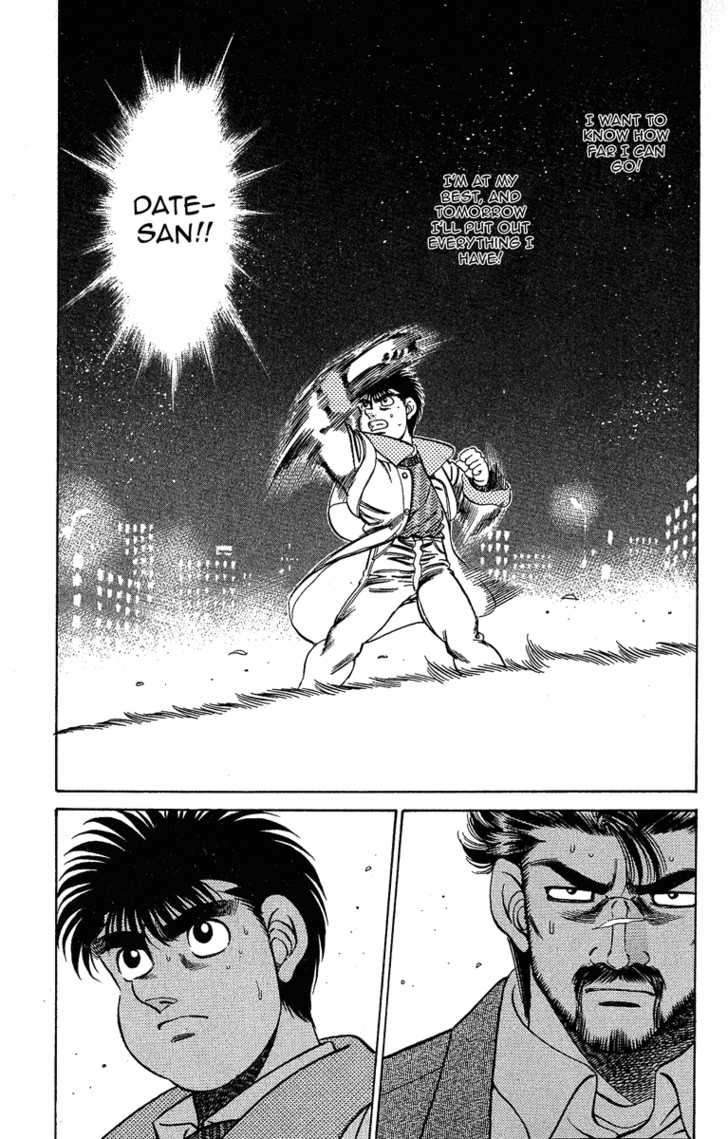 I WANT TO
KNOW HOW
FAR I CAN
GO!
I'M AT MY
BEST, AND
TOMORROW
I'LL PUT OUT
EVERYTHING I
HAVE!
DATE-
SAN!!